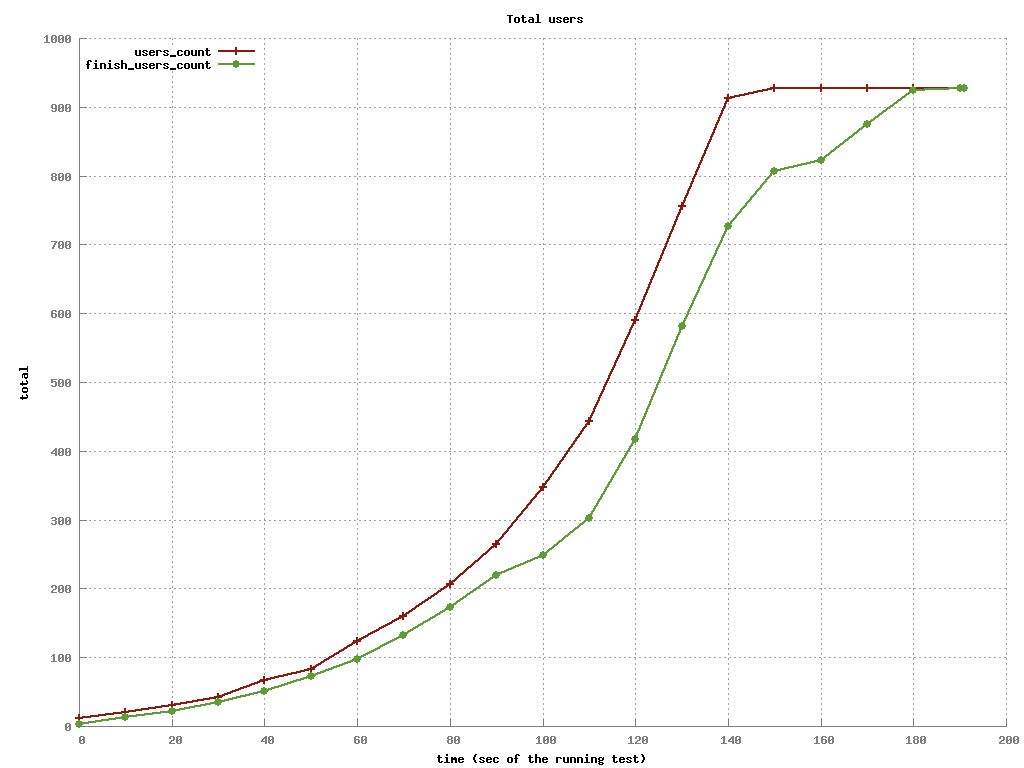 Total users
users_count
finish_users_count
1000
900
800
700
600
500
400
300
200
100
0
total
0 20 40 60 80 100 120 140 160 180 200
time (sec of the running test)